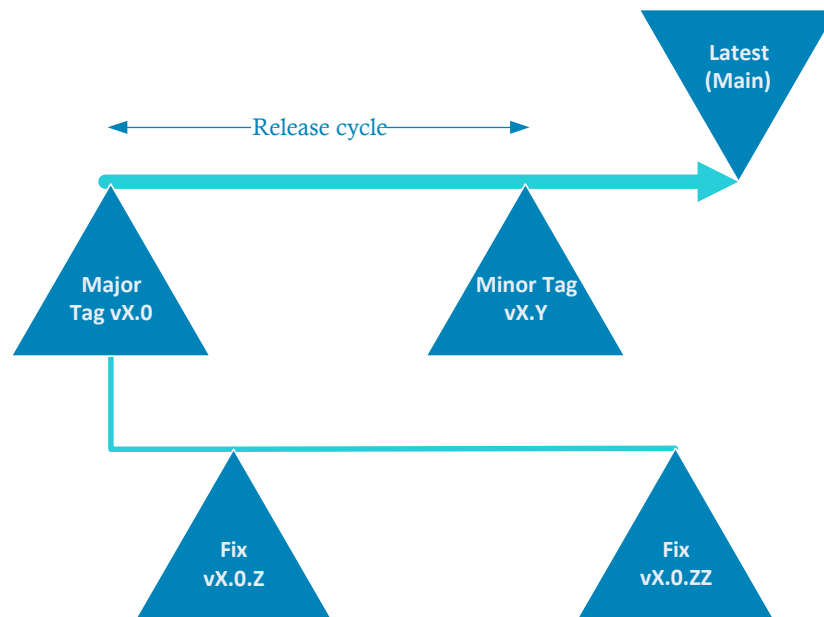 Latest
(Main)
Release cycle
Major
Tag vX.0
Minor Tag
vX.Y
Fix
vX.0.Z
Fix
vX.0.ZZ